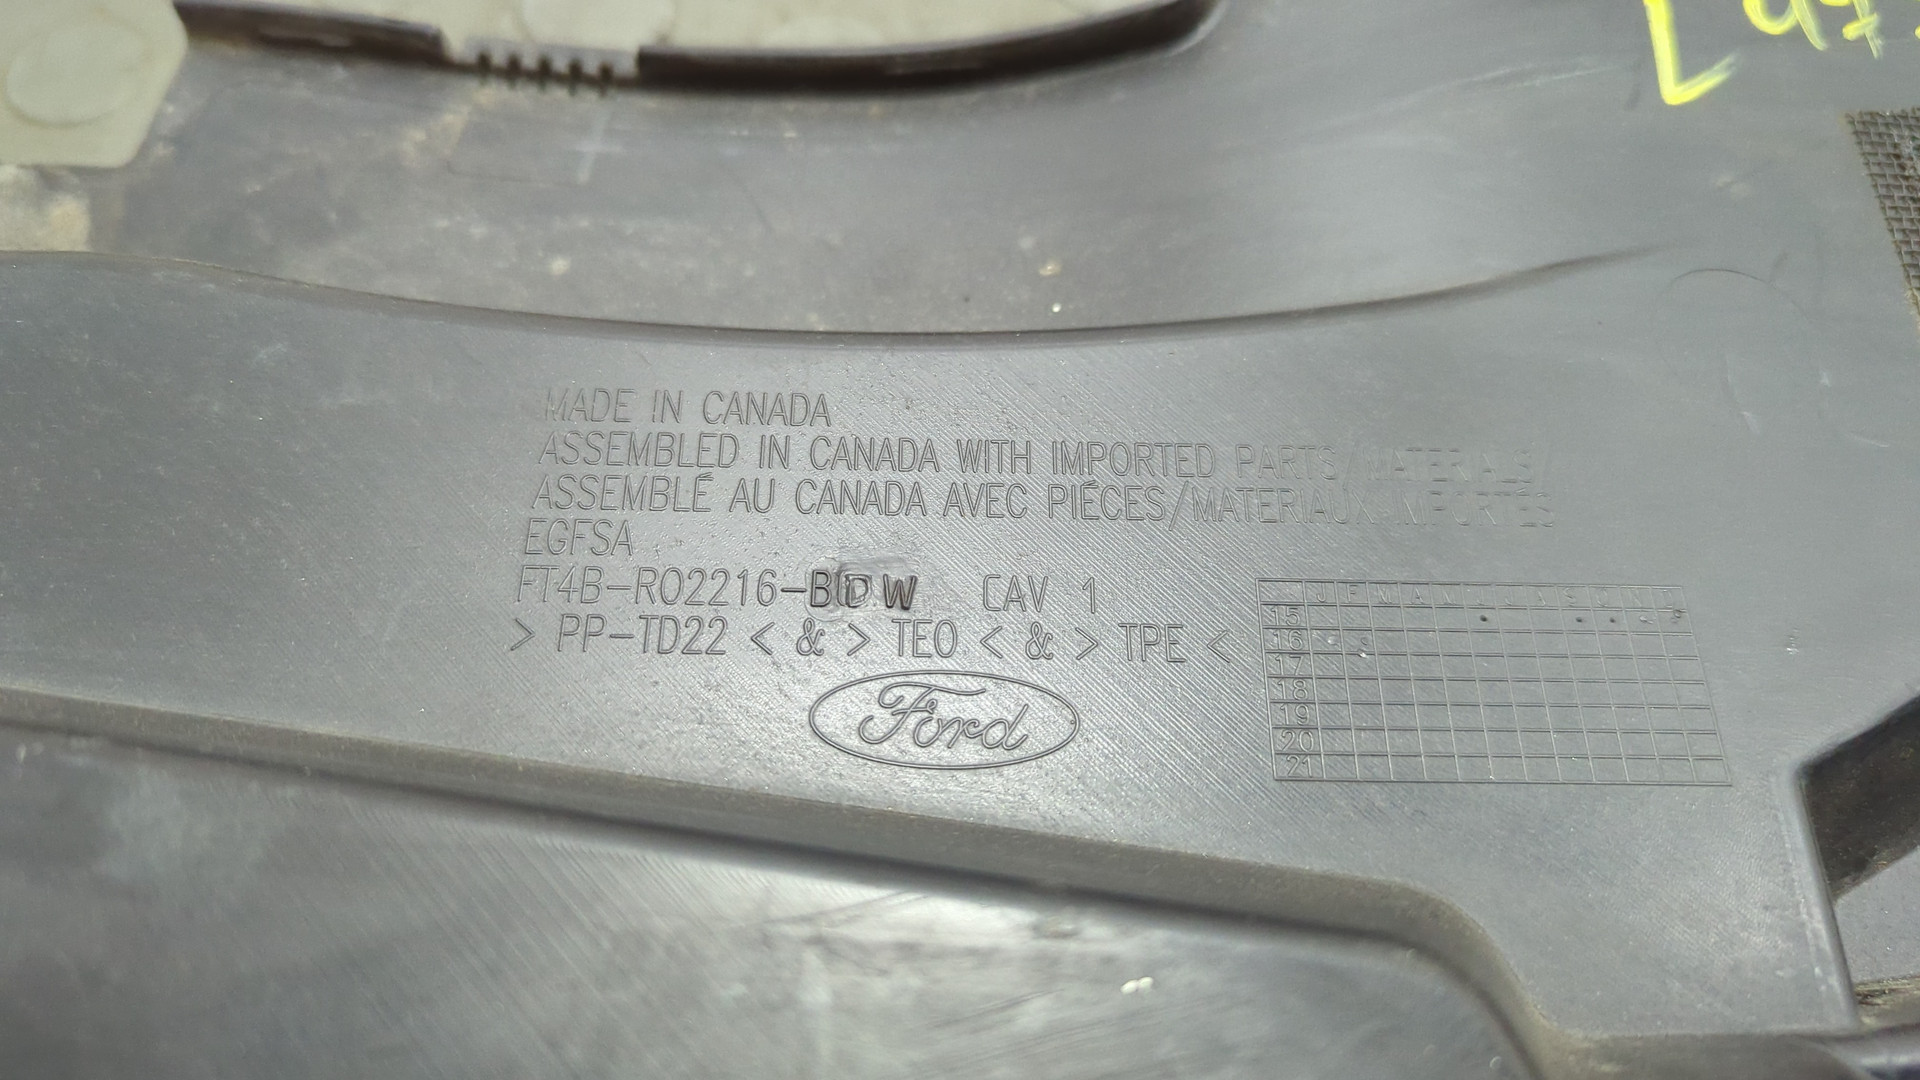 MADE IN CANADA
ASSEMBLED IN CANADA WITH IMPORTED PARTS/MATERIALS/
ASSEMBLÉ AU CANADA AVEC PIÉCES/MATERIAUX IMPORTÉS
EGFSA
FT4B-R02216-BDW CAV 1
> PP-TD22 < & > TEO < & > TPE <
Ford
J F M A M J J A S O N D
15
16
17
18
19
20
21